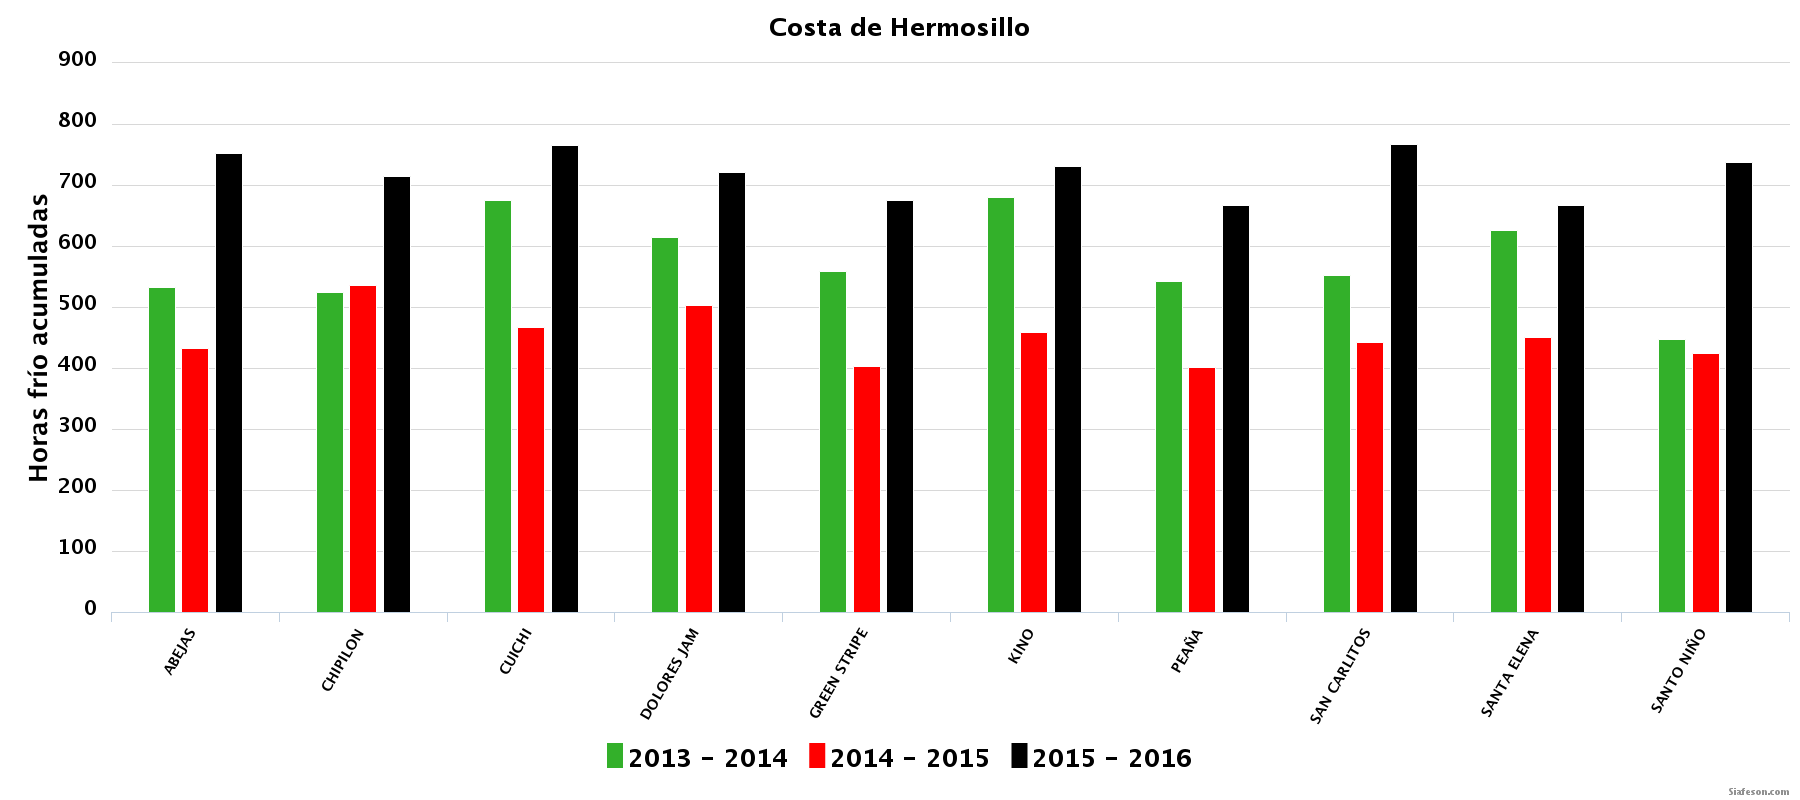 Costa de Hermosillo
Horas frío acumuladas
900
800
700
600
500
400
300
200
100
0
ABEJAS
CHIPILON
CUICHI
DOLORES JAM
GREEN STRIPE
KINO
PEAÑA
SAN CARLITOS
SANTA ELENA
SANTO NIÑO
2013 - 2014
2014 - 2015
2015 - 2016
Siafeson.com